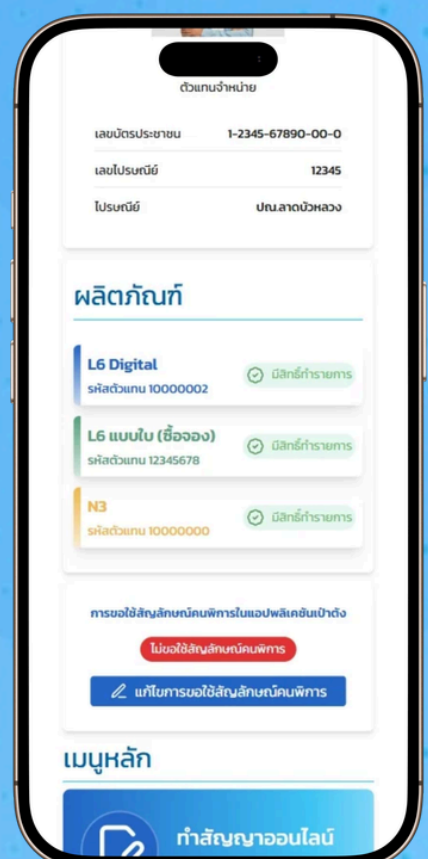 ตัวแทนจำหน่าย
เลขบัตรประชาชน 1-2345-67890-00-0
เลขไปรษณีย์ 12345
ไปรษณีย์ ปณ.ลาดบัวหลวง
ผลิตภัณฑ์
L6 Digital
รหัสตัวแทน 10000002
มีสิทธิ์ทำรายการ
L6 แบบใบ (ซื้อจอง)
รหัสตัวแทน 12345678
มีสิทธิ์ทำรายการ
N3
รหัสตัวแทน 10000000
มีสิทธิ์ทำรายการ
การขอใช้สัญลักษณ์คนพิการในแอปพลิเคชันเป๋าตัง
ไม่ขอใช้สัญลักษณ์คนพิการ
แก้ไขการขอใช้สัญลักษณ์คนพิการ
เมนูหลัก
ทำสัญญาออนไลน์